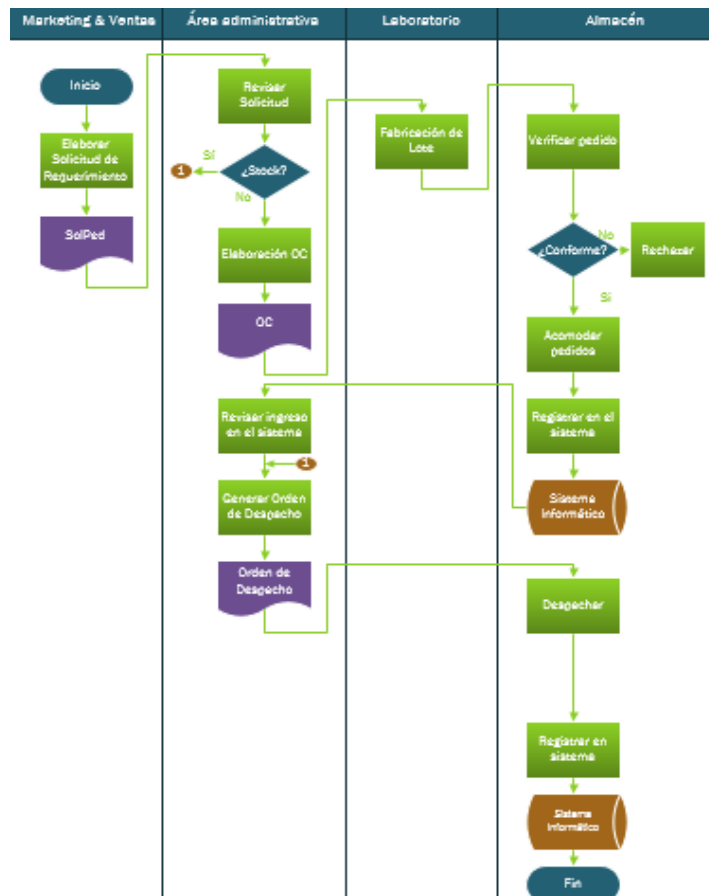 Marketing & Ventas
Área administrativa
Laboratorio
Almacén
Inicio
Elaborar
Solicitud de
Requerimiento
SolPed
Revisar
Solicitud
¿Stock?
Sí
1
No
Elaboración OC
OC
Fabricación de
Lote
Verificar pedido
¿Conforme?
No
Rechazar
Si
Acomodar
pedidos
Registrar en el
sistema
Sistema
Informático
Revisar ingreso
en el sistema
1
Generar Orden
de Despacho
Orden de
Despacho
Despachar
Registrar en
sistema
Sistema
Informático
Fin